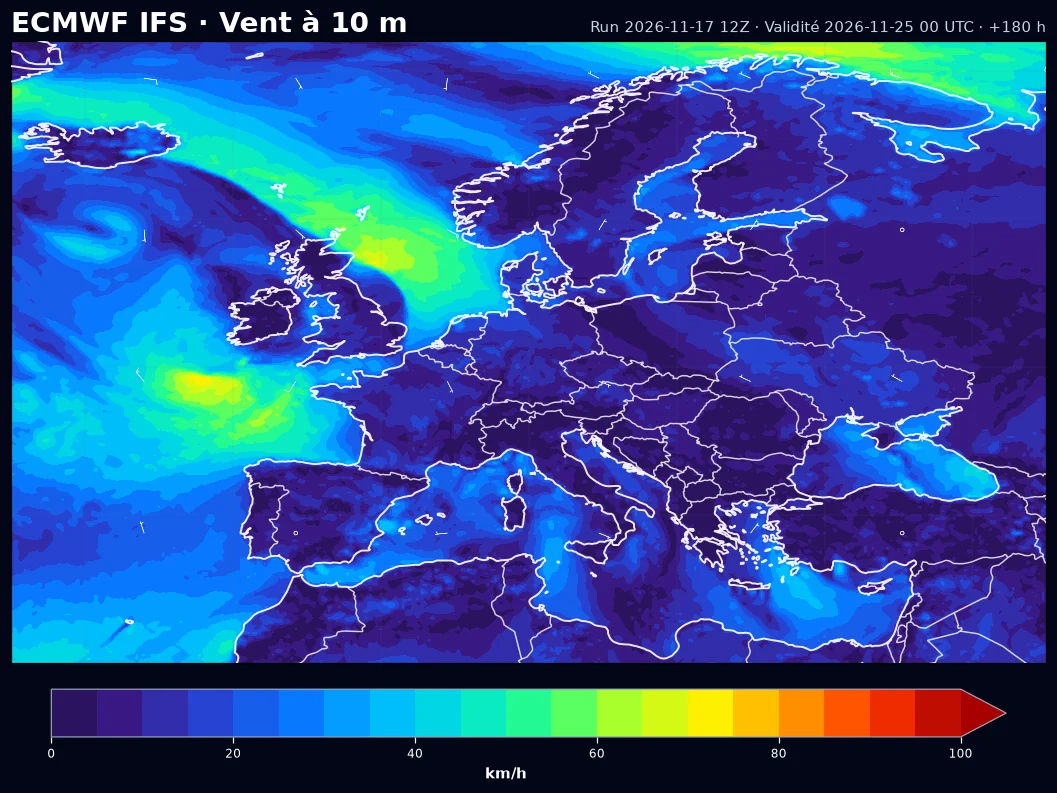 ECMWF IFS · Vent à 10 m
Run 2026-11-17 12Z · Validité 2026-11-25 00 UTC · +180 h
0 20 40 60 80 100
km/h